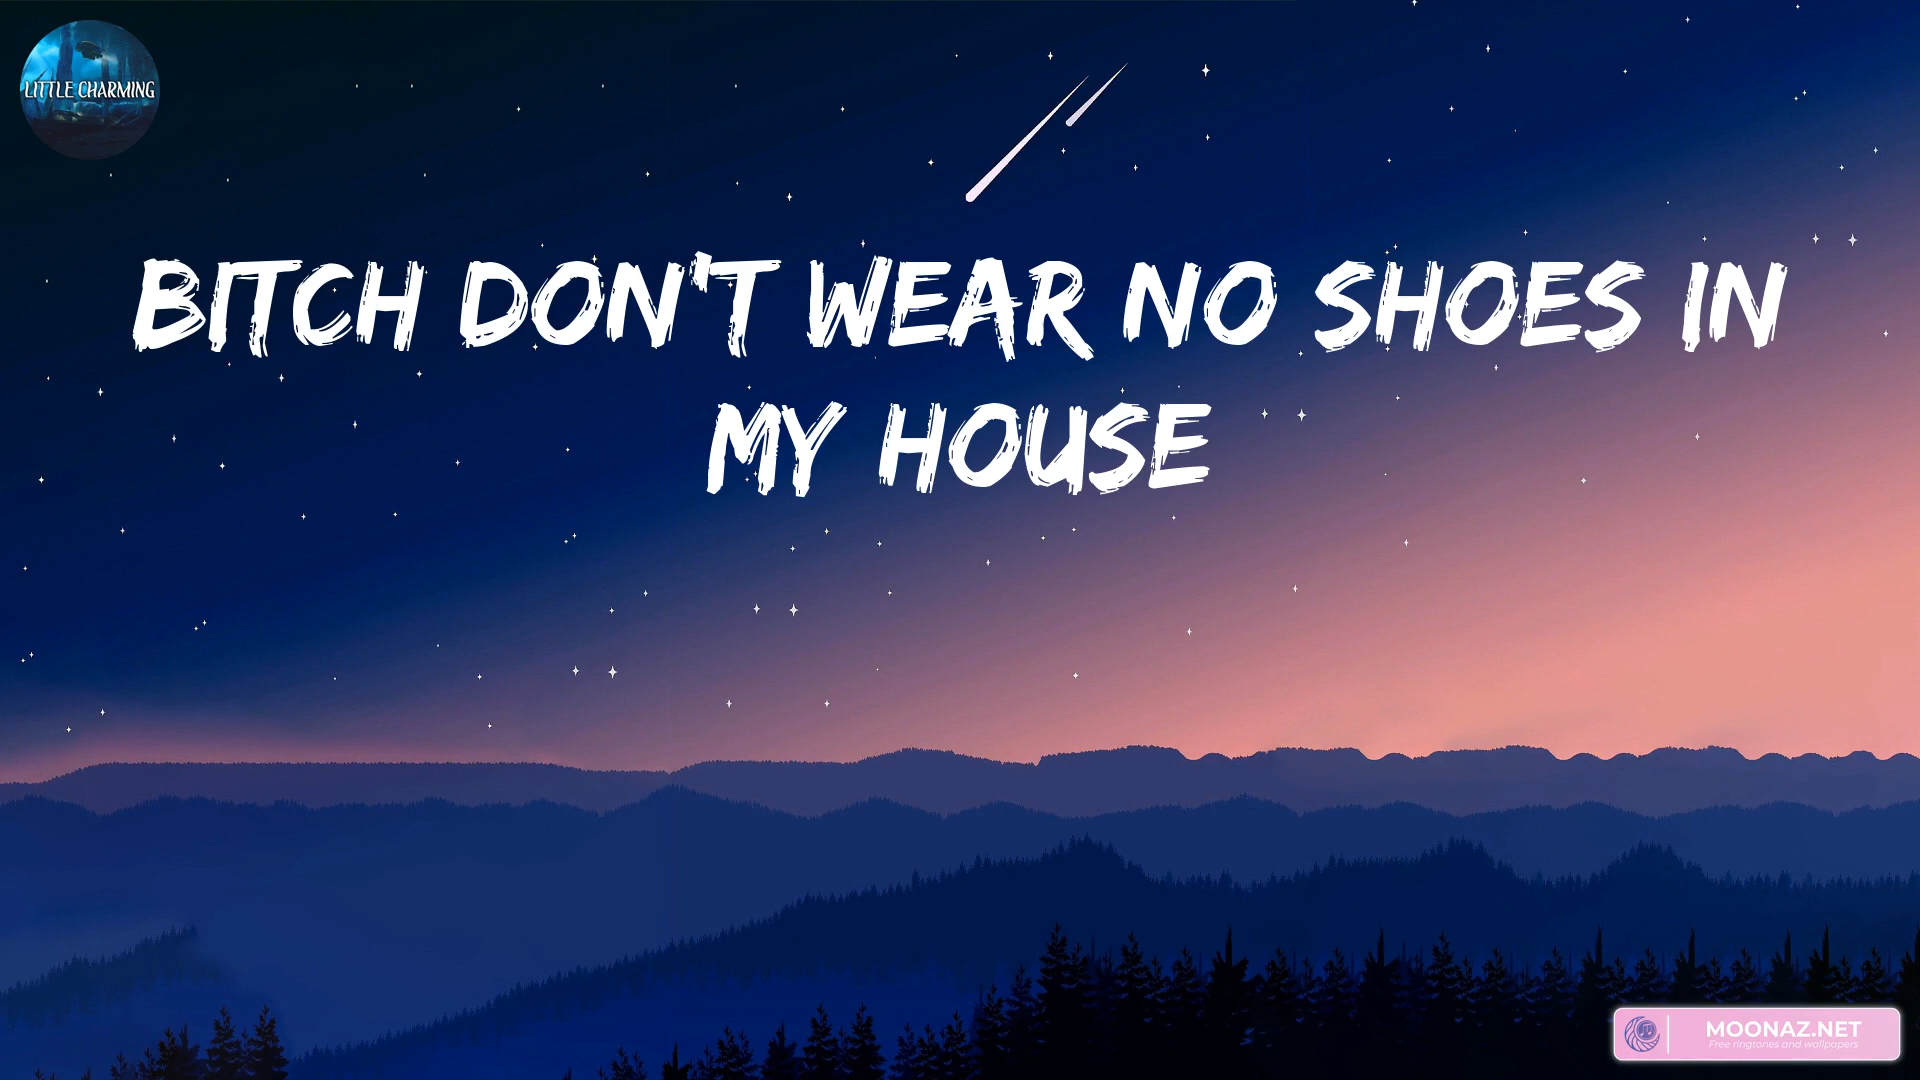 LITTLE CHARMING
BITCH DON'T WEAR NO SHOES IN
MY HOUSE
MOONAZ.NET
Free ringtones and wallpapers